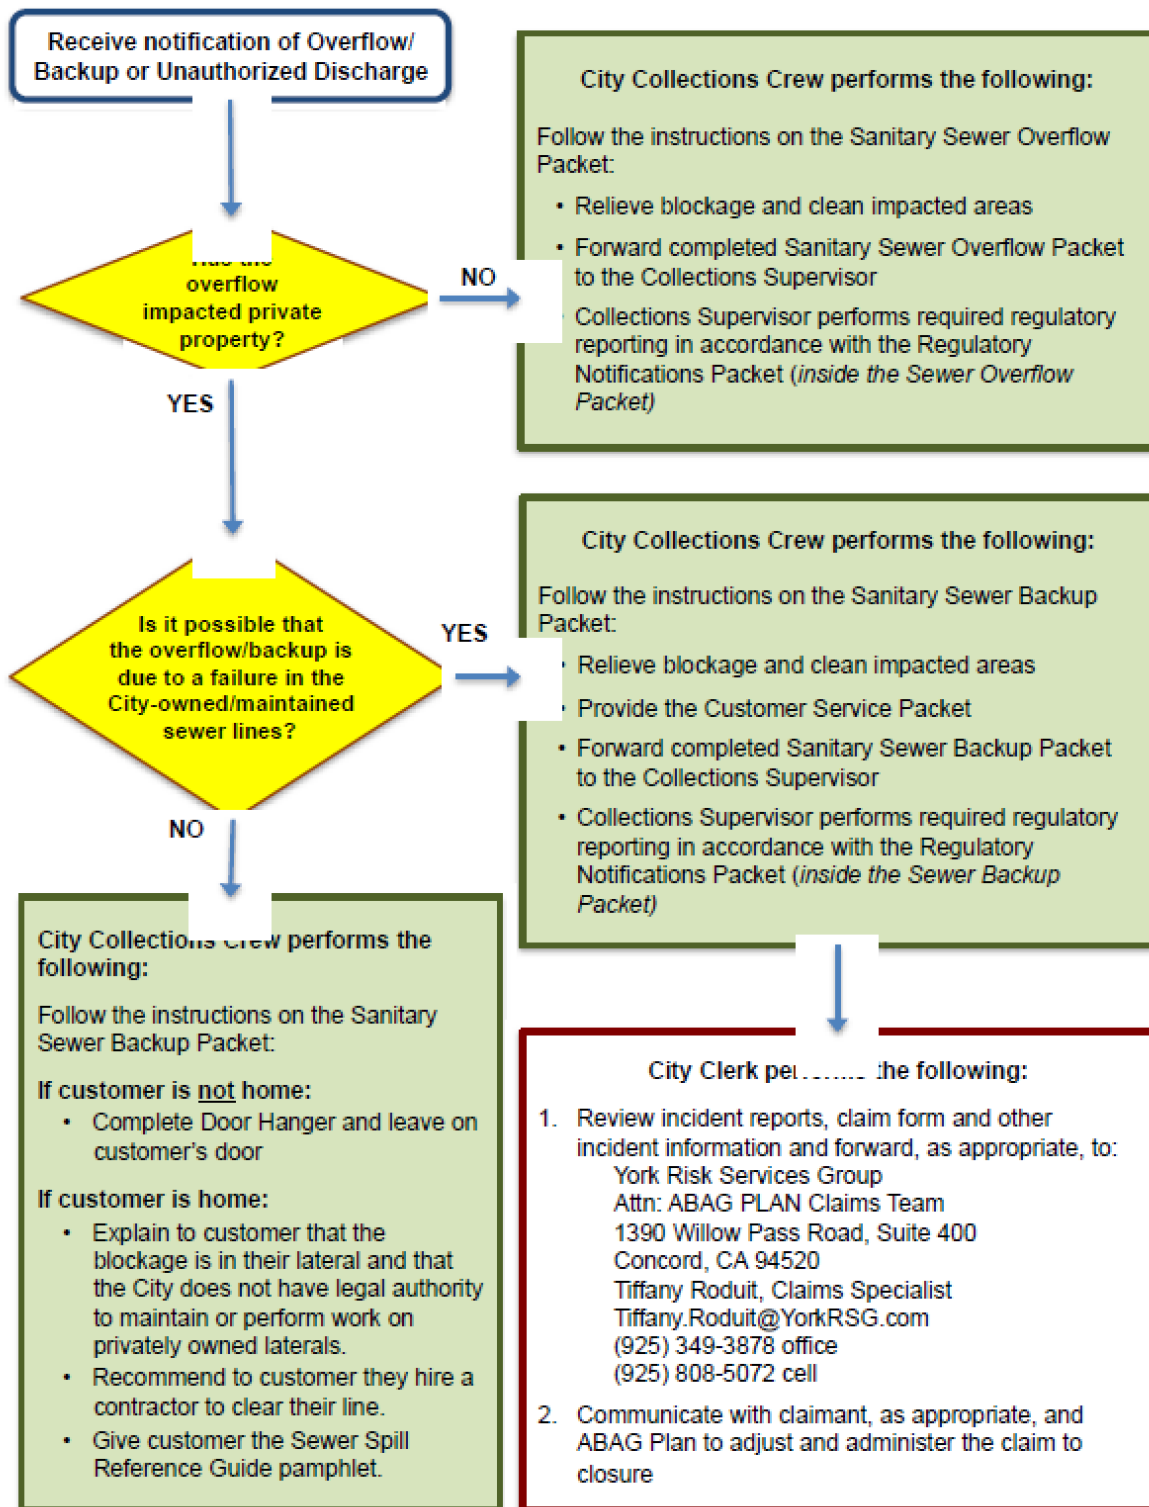 Receive notification of Overflow/
Backup or Unauthorized Discharge
overflow
impacted private
property?
NO
YES
City Collections Crew performs the following:
Follow the instructions on the Sanitary Sewer Overflow
Packet:
• Relieve blockage and clean impacted areas
• Forward completed Sanitary Sewer Overflow Packet
to the Collections Supervisor
Collections Supervisor performs required regulatory
reporting in accordance with the Regulatory
Notifications Packet (inside the Sewer Overflow
Packet)
Is it possible that
the overflow/backup is
due to a failure in the
City-owned/maintained
sewer lines?
YES
NO
City Collections Crew performs the following:
Follow the instructions on the Sanitary Sewer Backup
Packet:
• Relieve blockage and clean impacted areas
• Provide the Customer Service Packet
• Forward completed Sanitary Sewer Backup Packet
to the Collections Supervisor
• Collections Supervisor performs required regulatory
reporting in accordance with the Regulatory
Notifications Packet (inside the Sewer Backup
Packet)
City Collections Crew performs the
following:
Follow the instructions on the Sanitary
Sewer Backup Packet:
If customer is not home:
• Complete Door Hanger and leave on
customer's door
If customer is home:
• Explain to customer that the
blockage is in their lateral and that
the City does not have legal authority
to maintain or perform work on
privately owned laterals.
• Recommend to customer they hire a
contractor to clear their line.
• Give customer the Sewer Spill
Reference Guide pamphlet.
City Clerk performs the following:
1. Review incident reports, claim form and other
incident information and forward, as appropriate, to:
York Risk Services Group
Attn: ABAG PLAN Claims Team
1390 Willow Pass Road, Suite 400
Concord, CA 94520
Tiffany Roduit, Claims Specialist
Tiffany.Roduit@YorkRSG.com
(925) 349-3878 office
(925) 808-5072 cell
2. Communicate with claimant, as appropriate, and
ABAG Plan to adjust and administer the claim to
closure